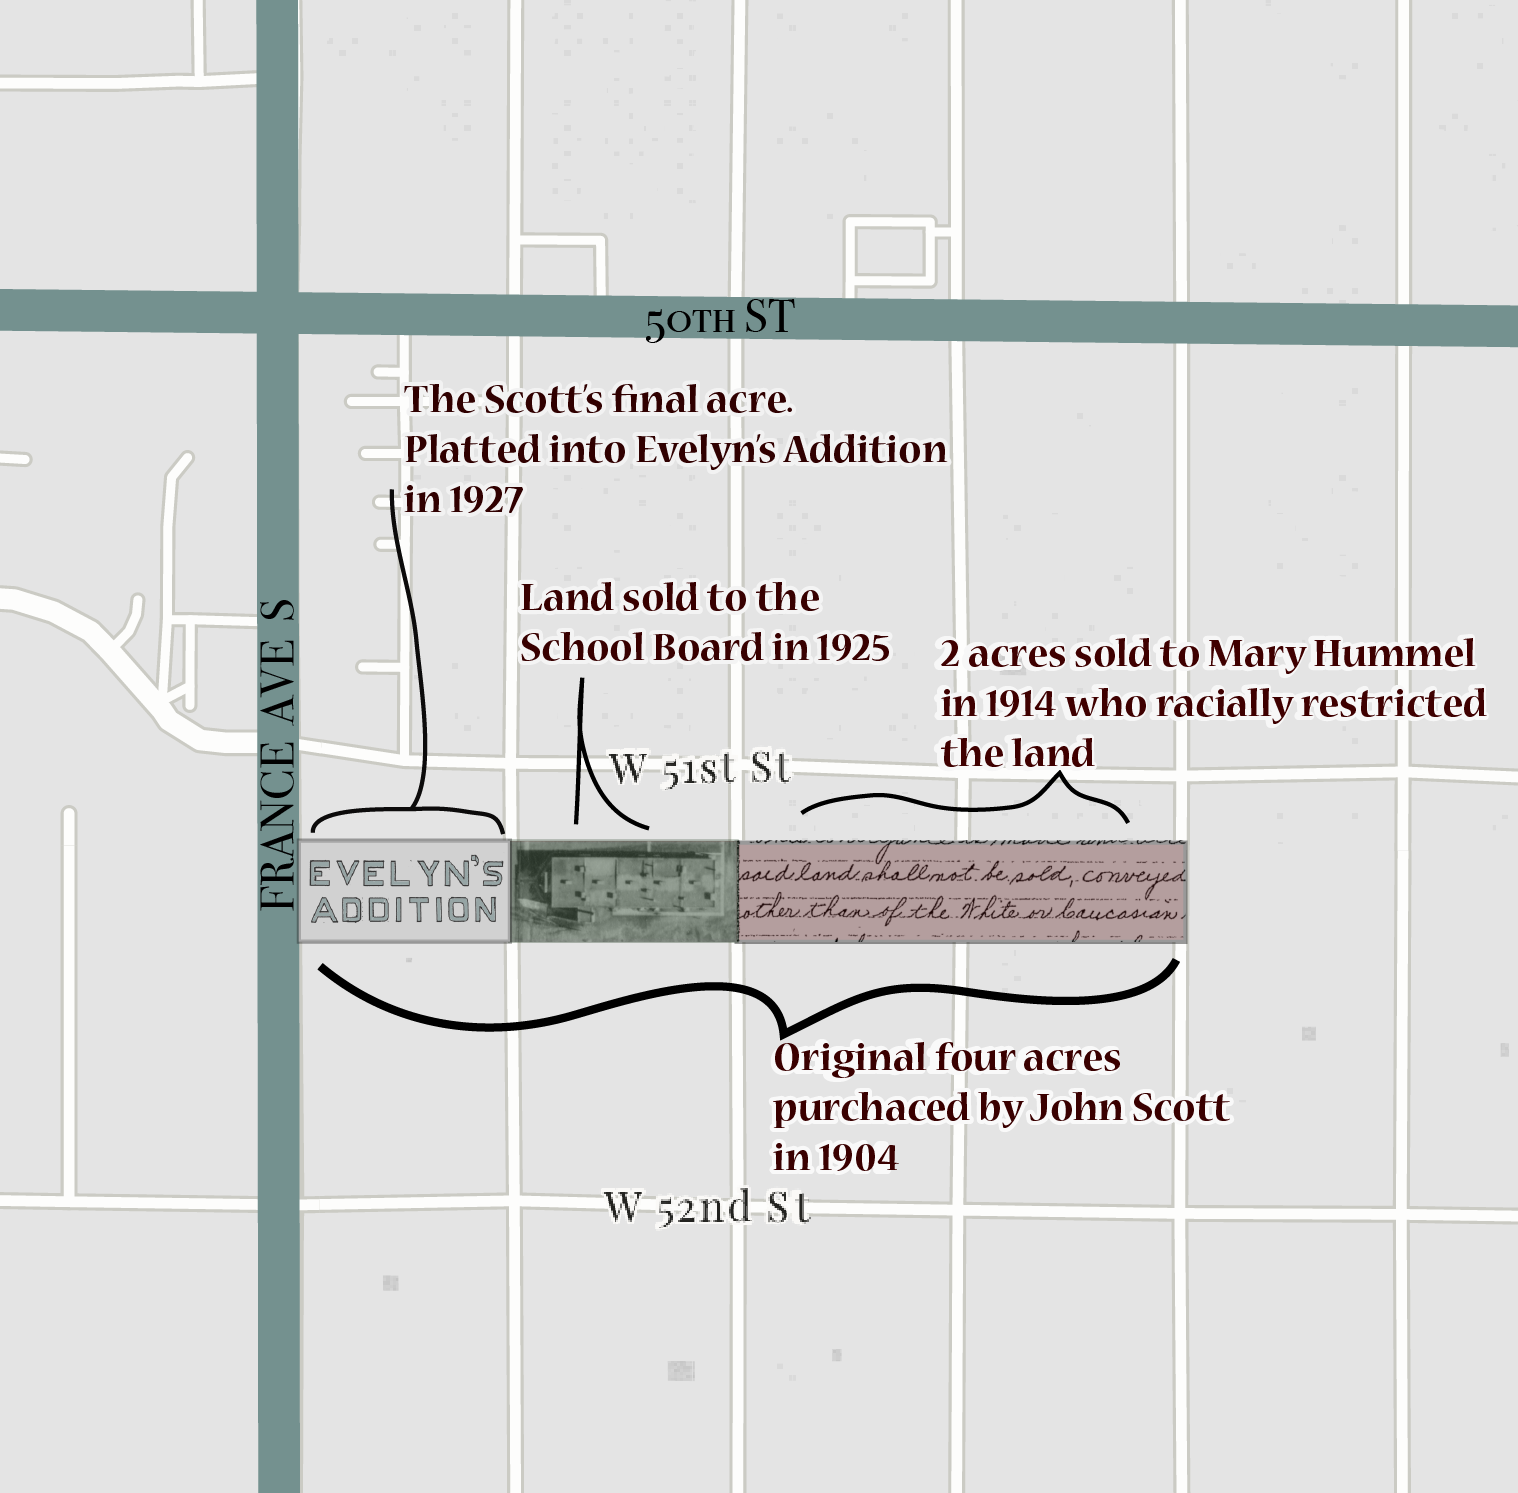 50TH ST
The Scott's final acre.
Platted into Evelyn's Addition
in 1927
Land sold to the
School Board in 1925
2 acres sold to Mary Hummel
in 1914 who racially restricted
the land
FRANCE AVE S
W 51st St
EVELYN'S
ADDITION
said land shall not be sold, conveyed
other than of the White or Caucasian
Original four acres
purchaced by John Scott
in 1904
W 52nd St